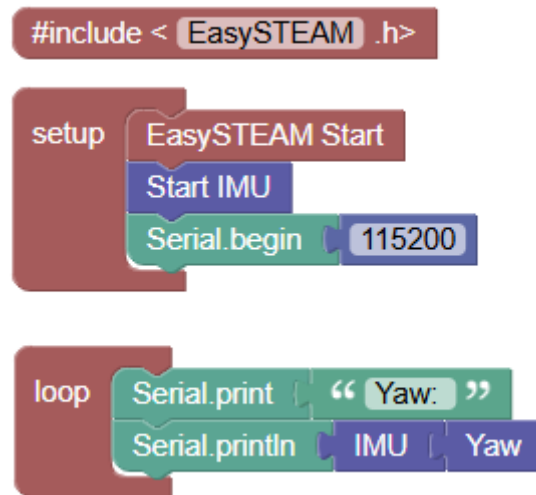 #include < EasySTEAM .h>
setup EasySTEAM Start
Start IMU
Serial.begin 115200
loop Serial.print “ Yaw: ”
Serial.println IMU Yaw